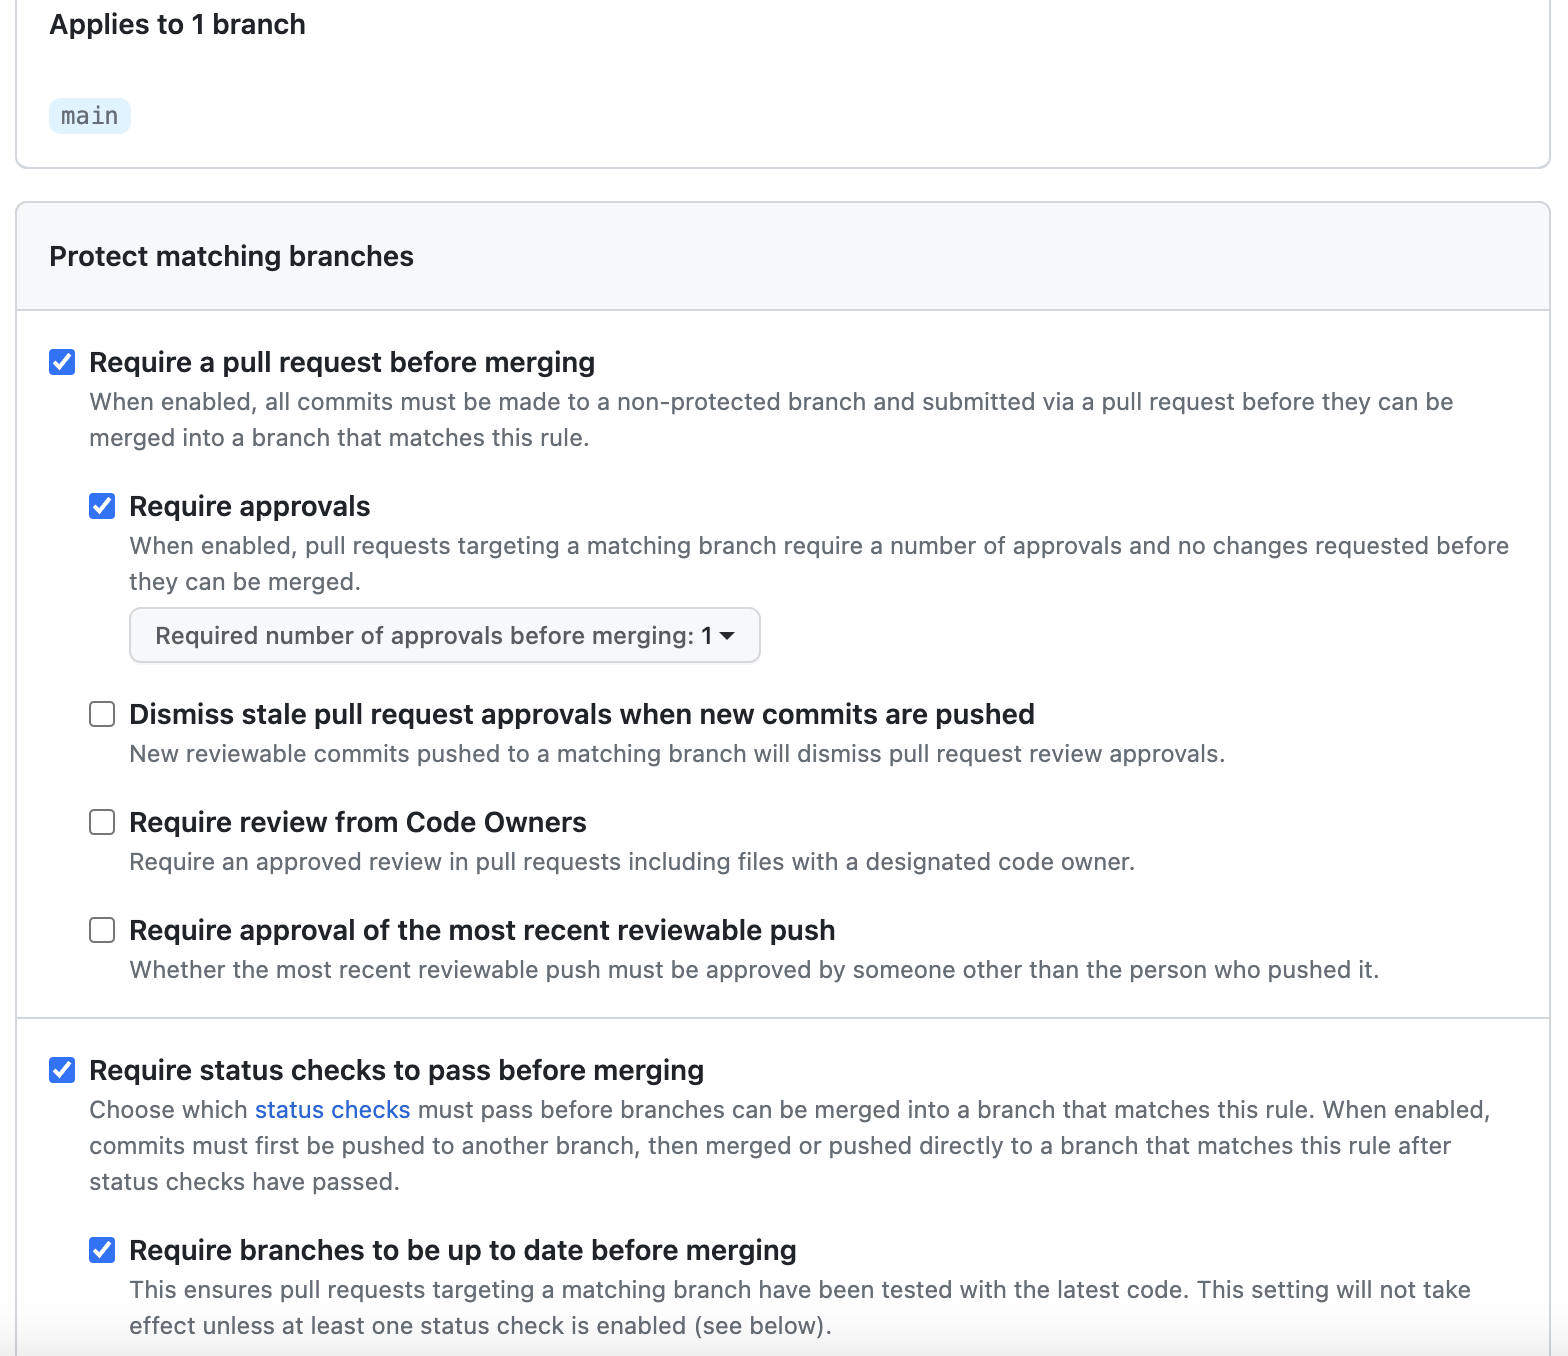 Applies to 1 branch
main
Protect matching branches
Require a pull request before merging
When enabled, all commits must be made to a non-protected branch and submitted via a pull request before they can be
merged into a branch that matches this rule.
Require approvals
When enabled, pull requests targeting a matching branch require a number of approvals and no changes requested before
they can be merged.
Required number of approvals before merging: 1
Dismiss stale pull request approvals when new commits are pushed
New reviewable commits pushed to a matching branch will dismiss pull request review approvals.
Require review from Code Owners
Require an approved review in pull requests including files with a designated code owner.
Require approval of the most recent reviewable push
Whether the most recent reviewable push must be approved by someone other than the person who pushed it.
Require status checks to pass before merging
Choose which status checks must pass before branches can be merged into a branch that matches this rule. When enabled,
commits must first be pushed to another branch, then merged or pushed directly to a branch that matches this rule after
status checks have passed.
Require branches to be up to date before merging
This ensures pull requests targeting a matching branch have been tested with the latest code. This setting will not take
effect unless at least one status check is enabled (see below).